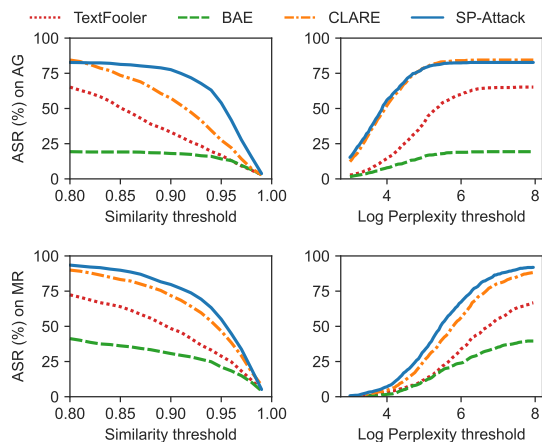 TextFooler BAE CLARE SP-Attack
100
75
50
25
0
ASR (%) on AG
0.80 0.85 0.90 0.95 1.00
Similarity threshold
100
75
50
25
0
4 6 8
Log Perplexity threshold
100
75
50
25
0
ASR (%) on MR
0.80 0.85 0.90 0.95 1.00
Similarity threshold
100
75
50
25
0
4 6 8
Log Perplexity threshold